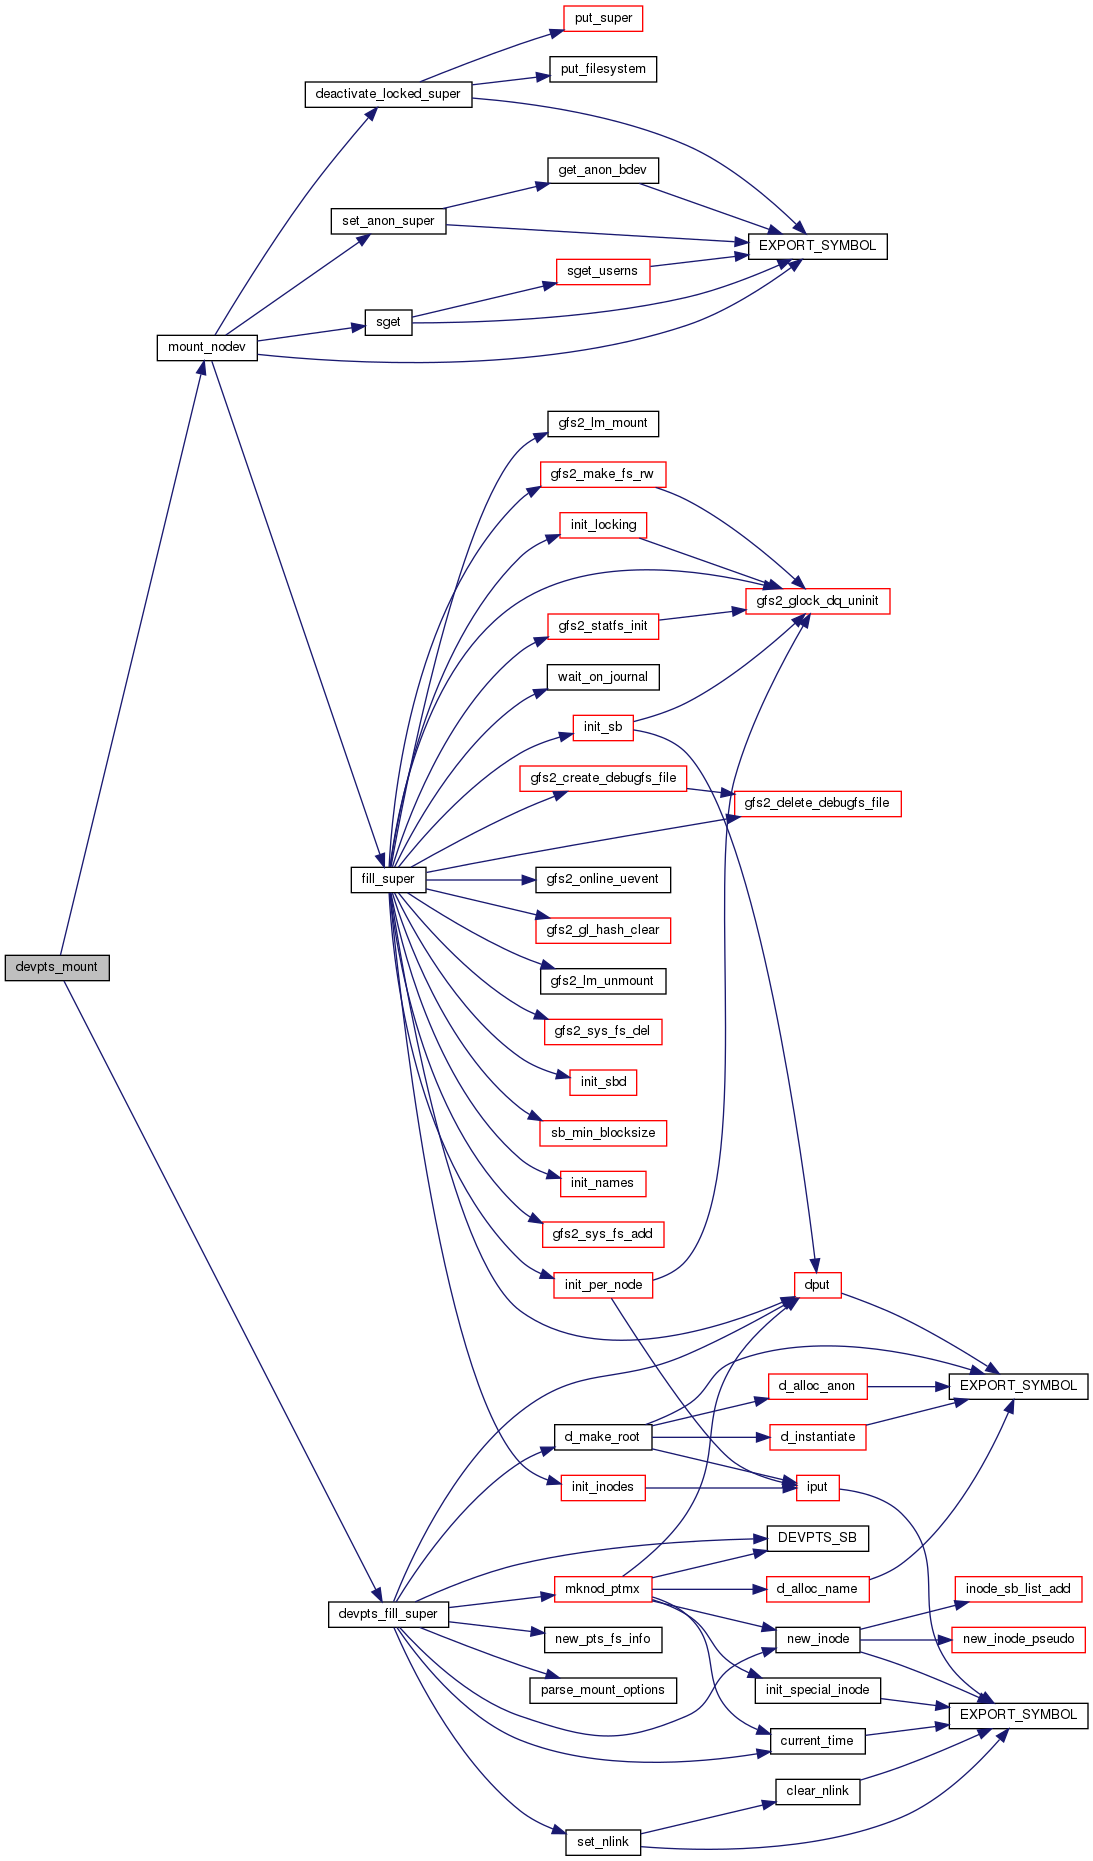 put_super
put_filesystem
deactivate_locked_super
get_anon_bdev
set_anon_super
EXPORT_SYMBOL
sget_userns
sget
mount_nodev
gfs2_lm_mount
gfs2_make_fs_rw
init_locking
gfs2_glock_dq_uninit
gfs2_statfs_init
wait_on_journal
init_sb
gfs2_create_debugfs_file
gfs2_delete_debugfs_file
fill_super
gfs2_online_uevent
gfs2_gl_hash_clear
devpts_mount
gfs2_lm_unmount
gfs2_sys_fs_del
init_sbd
sb_min_blocksize
init_names
gfs2_sys_fs_add
init_per_node
dput
d_alloc_anon
EXPORT_SYMBOL
d_make_root
d_instantiate
init_inodes
iput
DEVPTS_SB
mknod_ptmx
d_alloc_name
inode_sb_list_add
devpts_fill_super
new_pts_fs_info
new_inode
new_inode_pseudo
parse_mount_options
init_special_inode
EXPORT_SYMBOL
current_time
clear_nlink
set_nlink